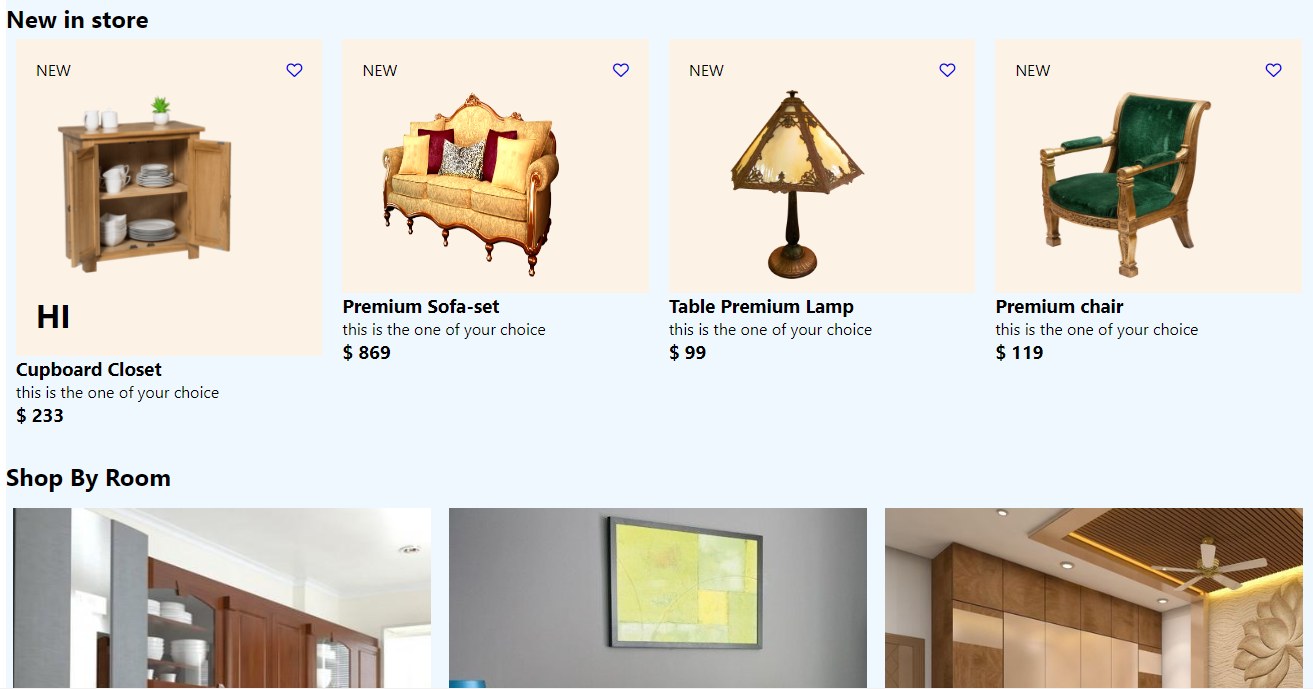 New in store
NEW
HI
Cupboard Closet
this is the one of your choice
$ 233
NEW
Premium Sofa-set
this is the one of your choice
$ 869
NEW
Table Premium Lamp
this is the one of your choice
$ 99
NEW
Premium chair
this is the one of your choice
$ 119
Shop By Room